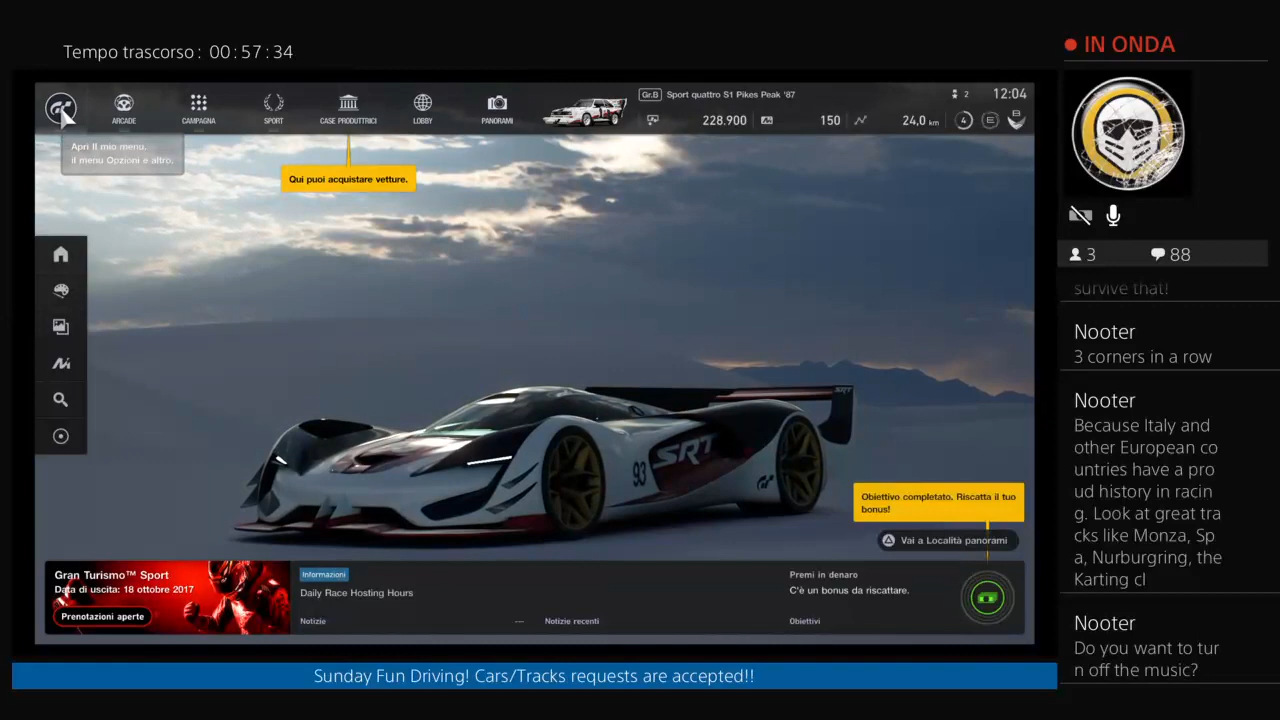 Tempo trascorso: 00:57:34
IN ONDA
ARCADE
CAMPAGNA
SPORT
CASE PRODUTTRICI
LOBBY
PANORAMI
Gr.B Sport quattro S1 Pikes Peak '87
2
12:04
228.900
150
24,0 km
4
E
Apri Il mio menu.
il menu Opzioni e altro.
Qui puoi acquistare vetture.
3
88
survive that!
Nooter
3 corners in a row
Nooter
Because Italy and
other European co
untries have a pro
ud history in racin
g. Look at great tra
cks like Monza, Sp
a, Nurburgring, the
Karting cl
Nooter
Do you want to tur
n off the music?
SRT
93
SRT
Obiettivo completato. Riscatta il tuo
bonus!
Vai a Località panorami
Gran Turismo™ Sport
Data di uscita: 18 ottobre 2017
Prenotazioni aperte
Informazioni
Daily Race Hosting Hours
Notizie
---
Notizie recenti
Premi in denaro
C'è un bonus da riscattare.
Obiettivi
Sunday Fun Driving! Cars/Tracks requests are accepted!!